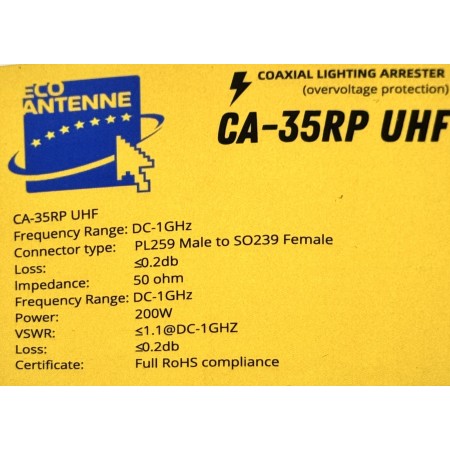 ECO
ANTENNE
COAXIAL LIGHTING ARRESTER
(overvoltage protection)
CA-35RP UHF
CA-35RP UHF
Frequency Range: DC-1GHz
Connector type: PL259 Male to SO239 Female
Loss: ≤0.2db
Impedance: 50 ohm
Frequency Range: DC-1GHz
Power: 200W
VSWR: ≤1.1@DC-1GHZ
Loss: ≤0.2db
Certificate: Full RoHS compliance